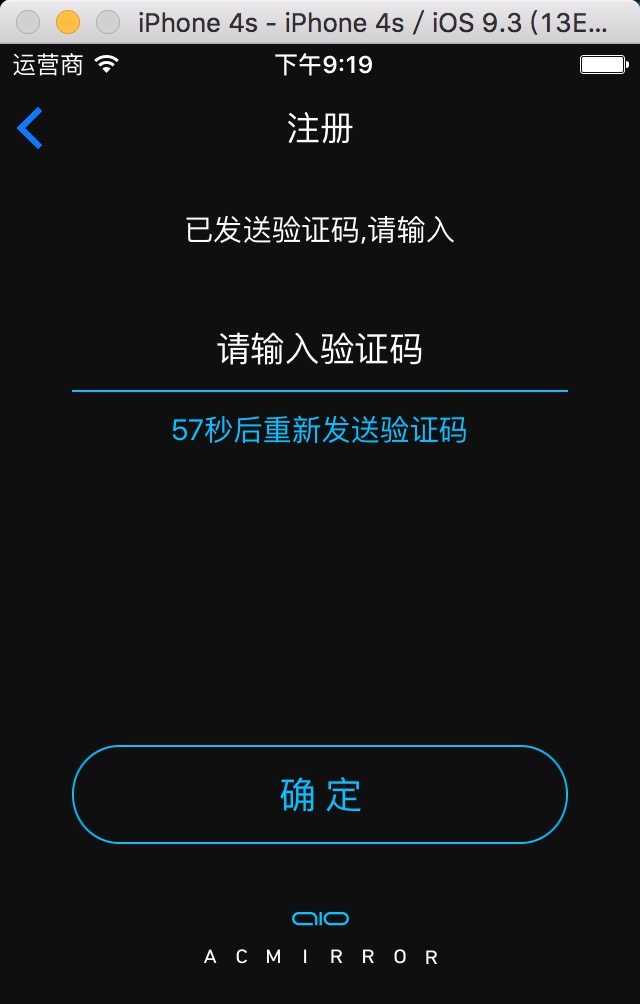 iPhone 4s - iPhone 4s / iOS 9.3 (13E...
运营商 下午9:19
注册
已发送验证码,请输入
请输入验证码
57秒后重新发送验证码
确 定
ACMIRROR